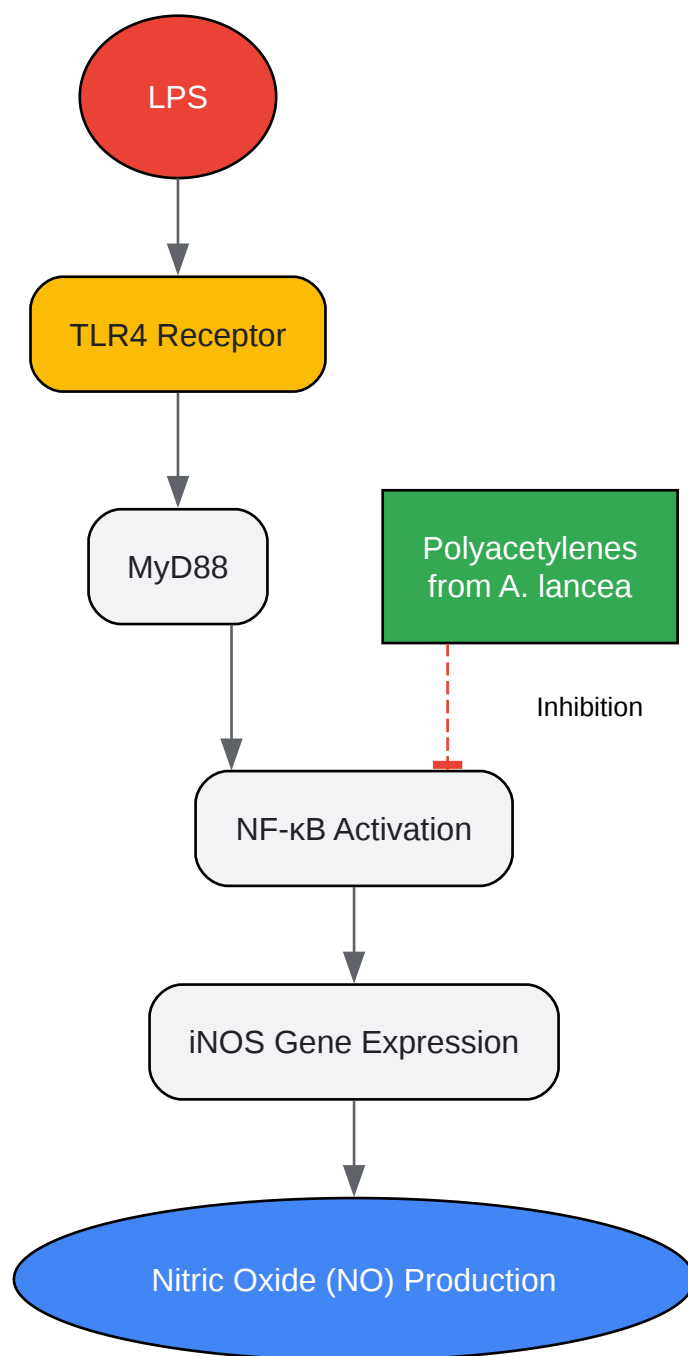 LPS
TLR4 Receptor
MyD88
Polyacetylenes
from A. lancea
Inhibition
NF-κB Activation
iNOS Gene Expression
Nitric Oxide (NO) Production